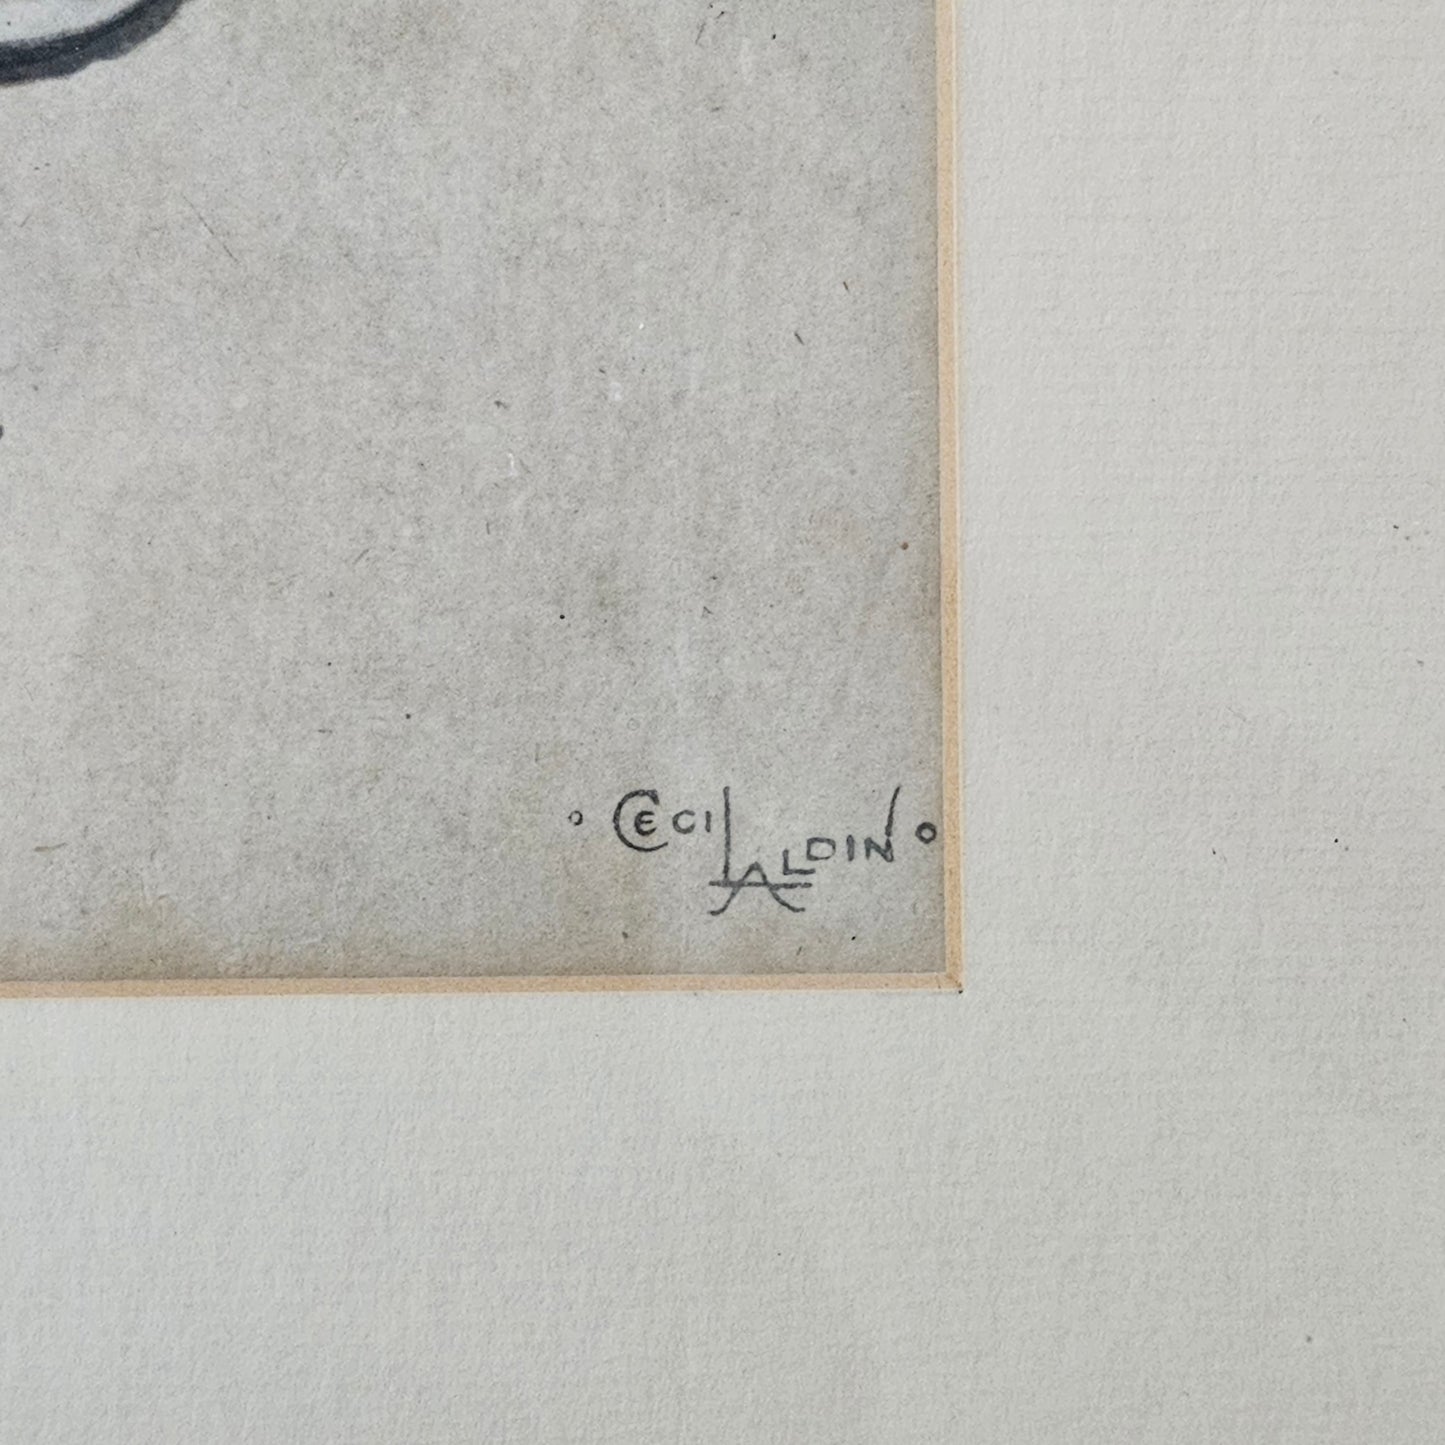 ◦ CECIL ALDIN ◦